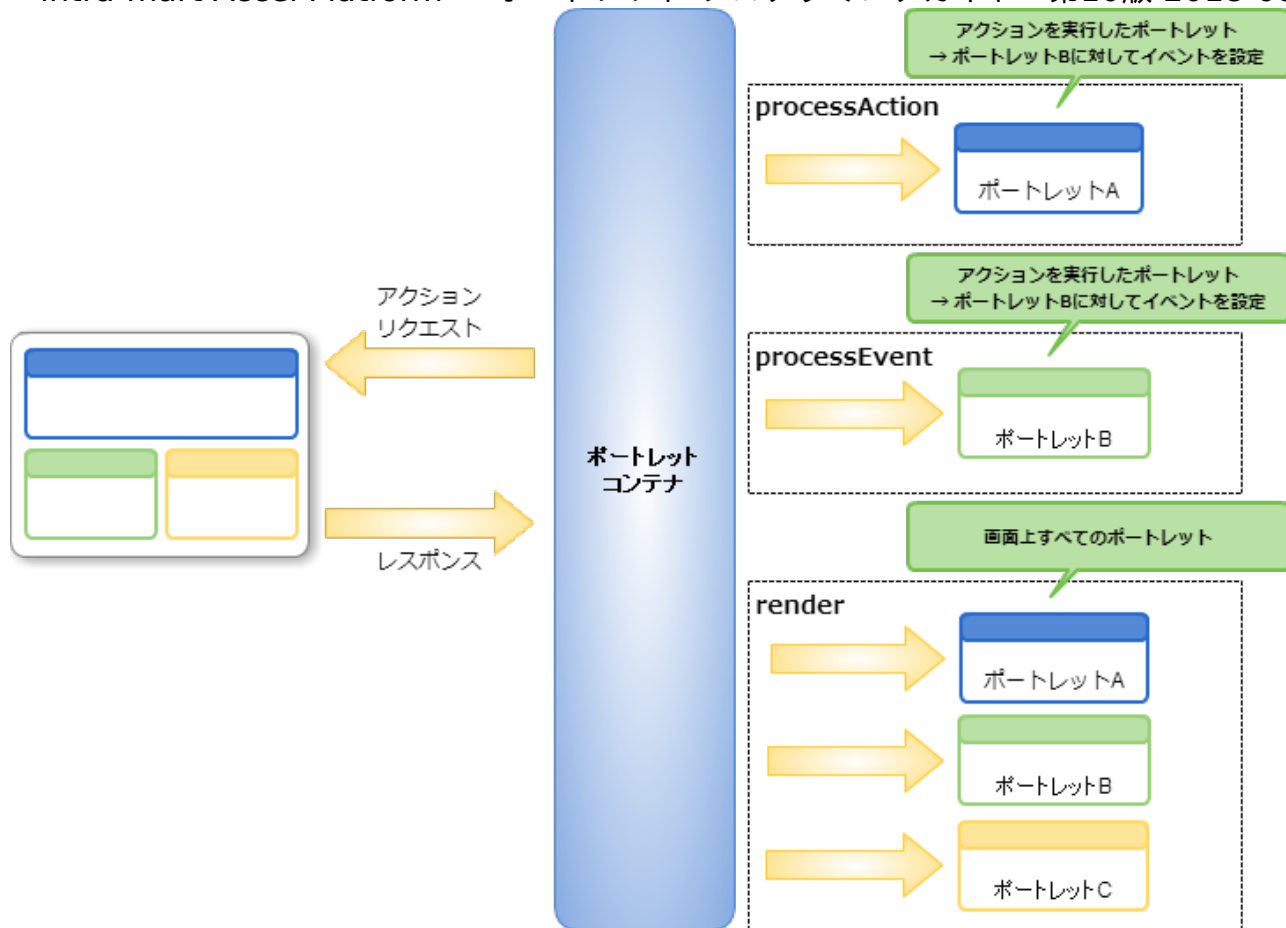 intra-mart Accel Platform
アクションを実行したポートレット
→ ポートレットBに対してイベントを設定
processAction
ポートレットA
アクションを実行したポートレット
→ ポートレットBに対してイベントを設定
アクション
リクエスト
processEvent
ポートレットB
ポートレット
コンテナ
レスポンス
画面上すべてのポートレット
render
ポートレットA
ポートレットB
ポートレットC